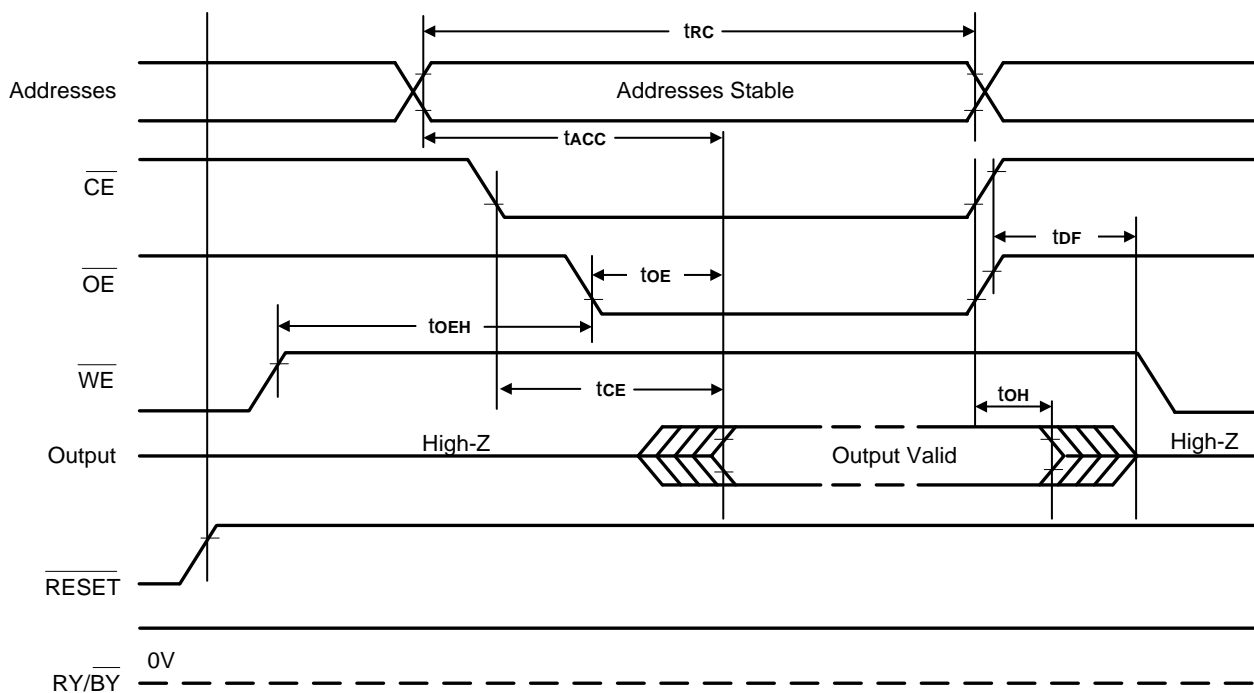 tRC
Addresses
Addresses Stable
tACC
CE
tDF
OE
tOE
tOEH
WE
tCE
tOH
Output
High-Z
Output Valid
High-Z
RESET
0V
RY/BY